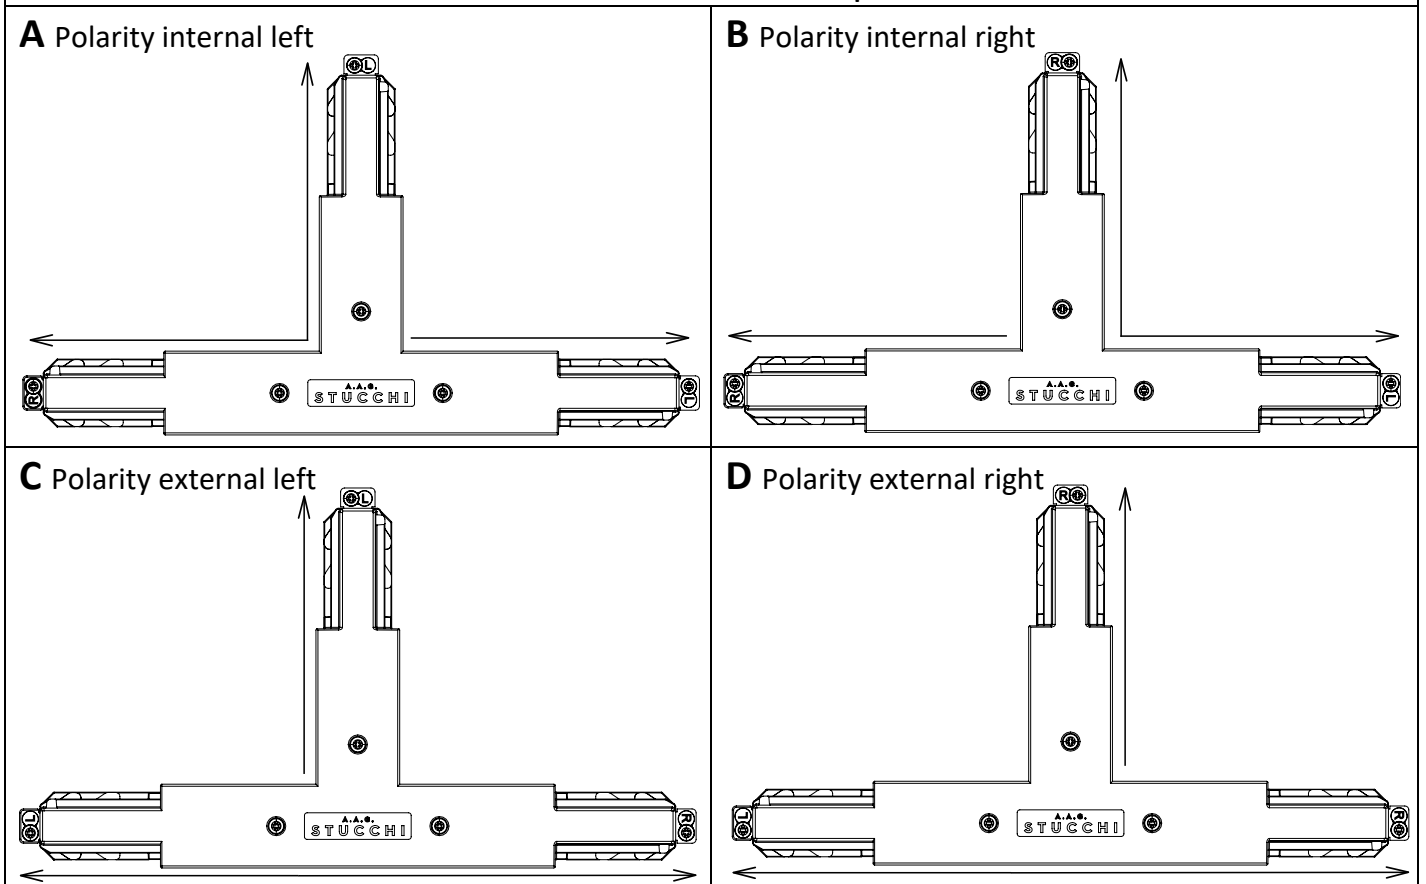 A Polarity internal left
L
R
A.A.G.
STUCCHI
L
B Polarity internal right
R
R
A.A.G.
STUCCHI
L
C Polarity external left
L
L
A.A.G.
STUCCHI
R
D Polarity external right
R
L
A.A.G.
STUCCHI
R